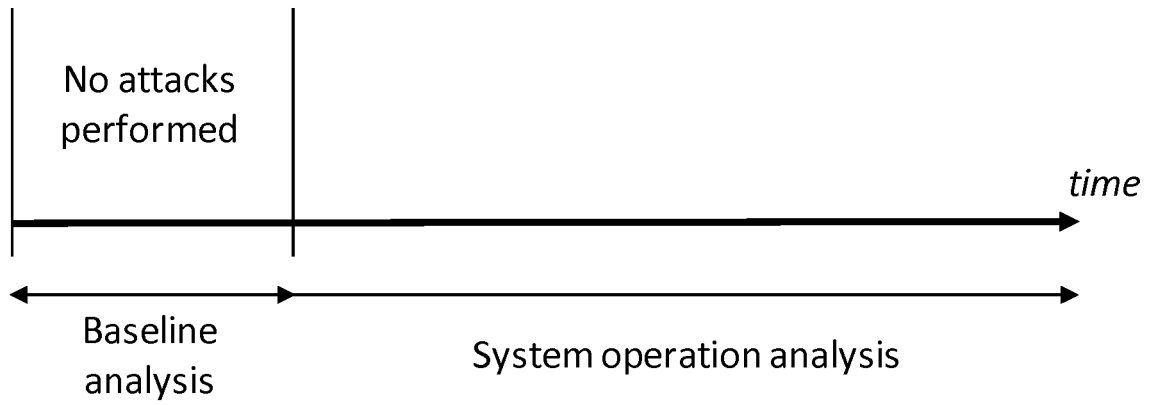 No attacks
performed
time
Baseline
analysis
System operation analysis